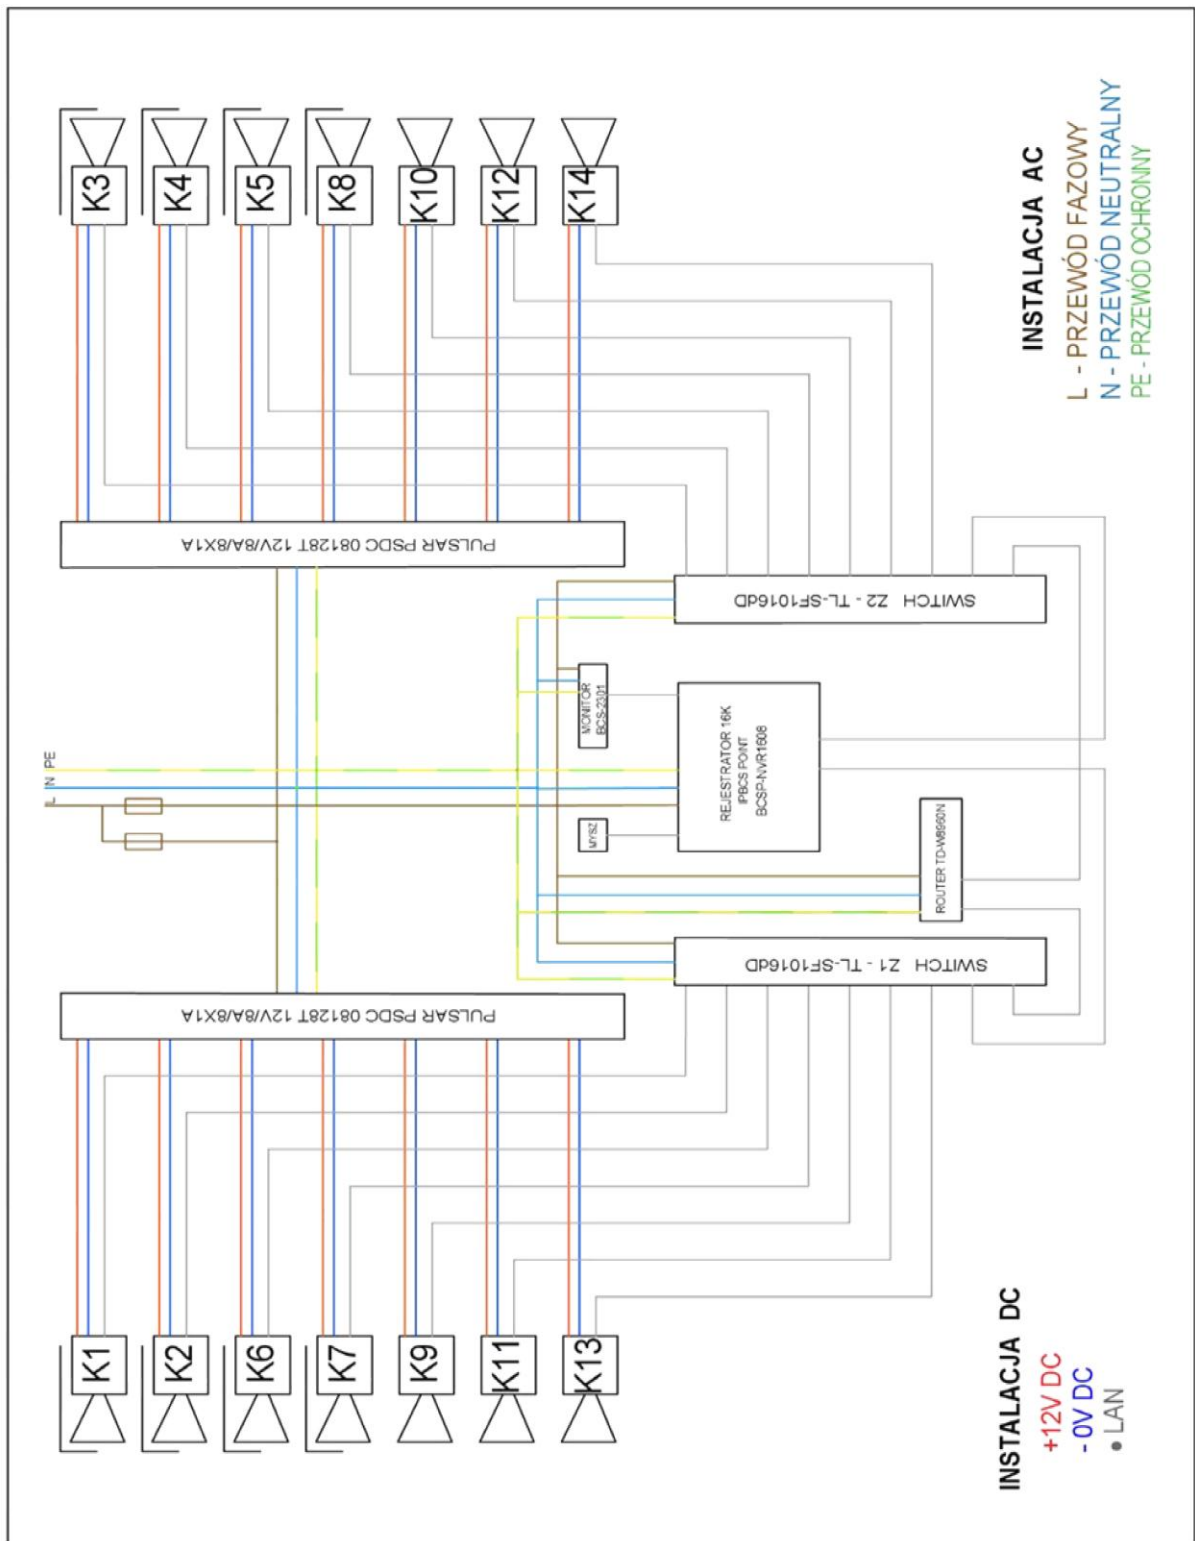 K3
K4
K5
K8
K10
K12
K14
PULSAR PSDC 08128T 12V/8A/8X1A
SWITCH Z2 - TL-SF1016dD
MONITOR
BCS-2301
REJESTRATOR 16K
IPBCS POINT
BCSP-NVR1608
MYSZ
ROUTER TD-W8960N
L N PE
SWITCH Z1 - TL-SF1016dD
PULSAR PSDC 08128T 12V/8A/8X1A
K1
K2
K6
K7
K9
K11
K13
INSTALACJA DC
+12V DC
- 0V DC
• LAN
INSTALACJA AC
L - PRZEWÓD FAZOWY
N - PRZEWÓD NEUTRALNY
PE - PRZEWÓD OCHRONNY